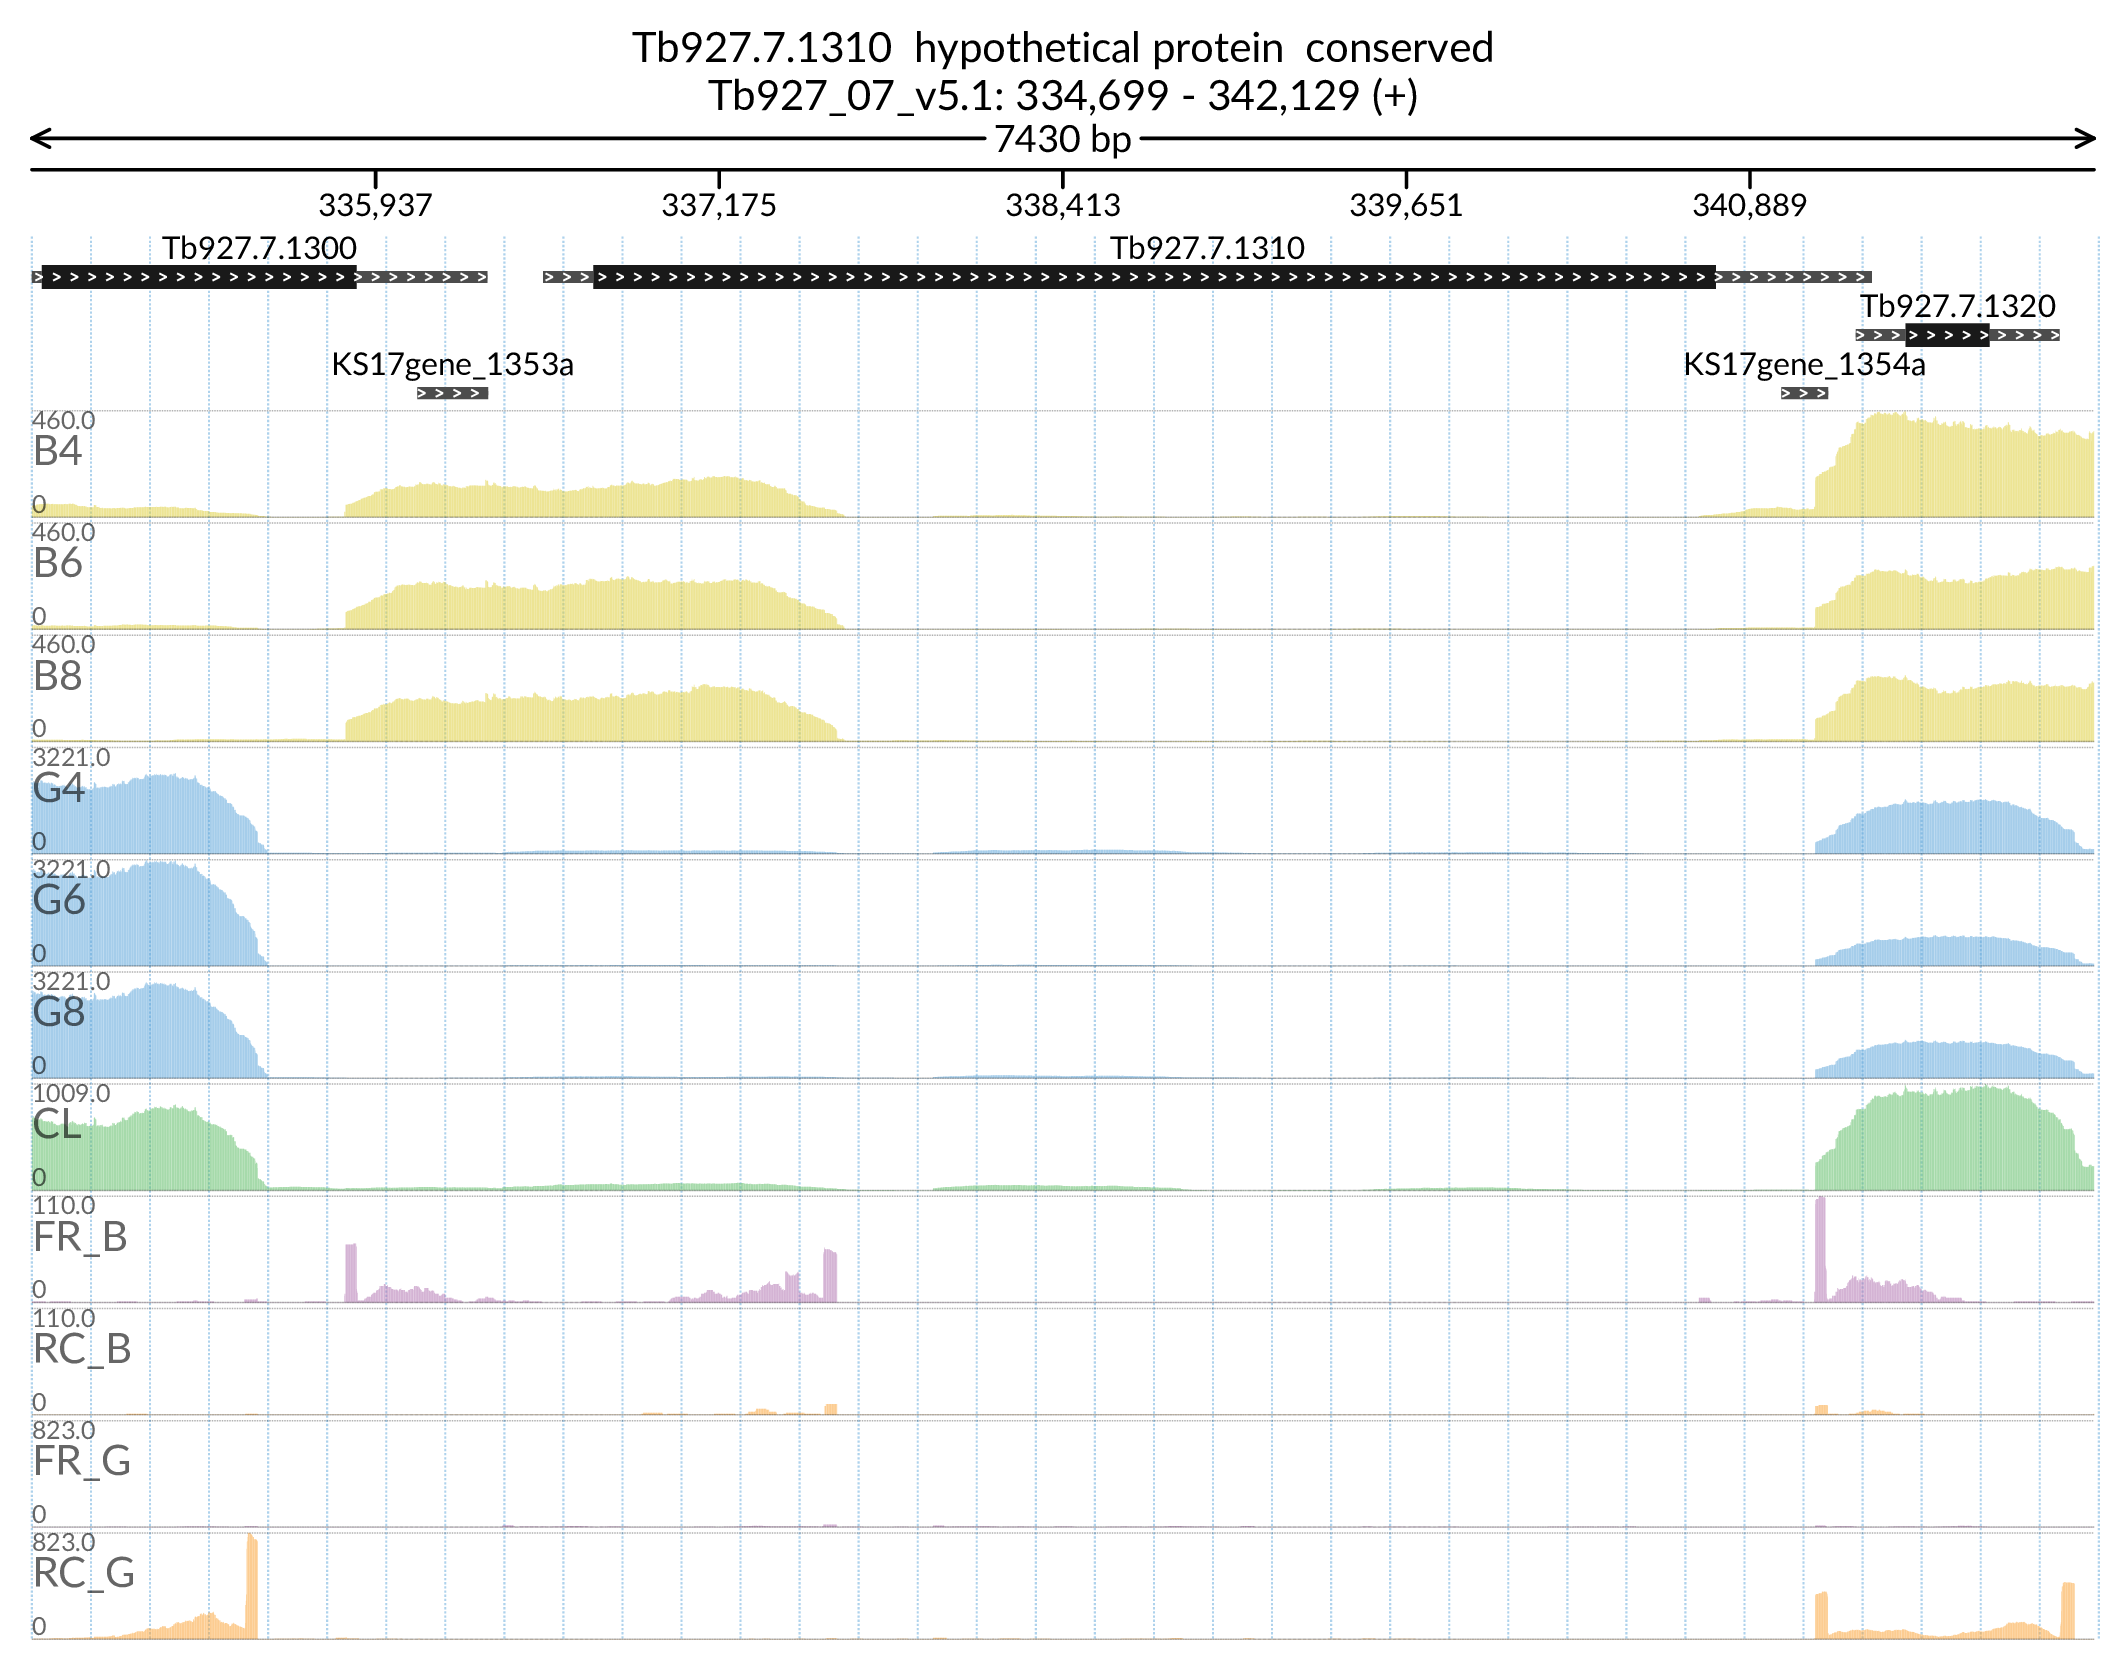 Tb927.7.1310  hypothetical protein  conserved
Tb927_07_v5.1: 334,699 - 342,129 (+)
7430 bp
335,937 337,175 338,413 339,651 340,889
Tb927.7.1300 Tb927.7.1310
Tb927.7.1320
KS17gene_1353a KS17gene_1354a
460.0
B4
0
460.0
B6
0
460.0
B8
0
3221.0
G4
0
3221.0
G6
0
3221.0
G8
0
1009.0
CL
0
110.0
FR_B
0
110.0
RC_B
0
823.0
FR_G
0
823.0
RC_G
0